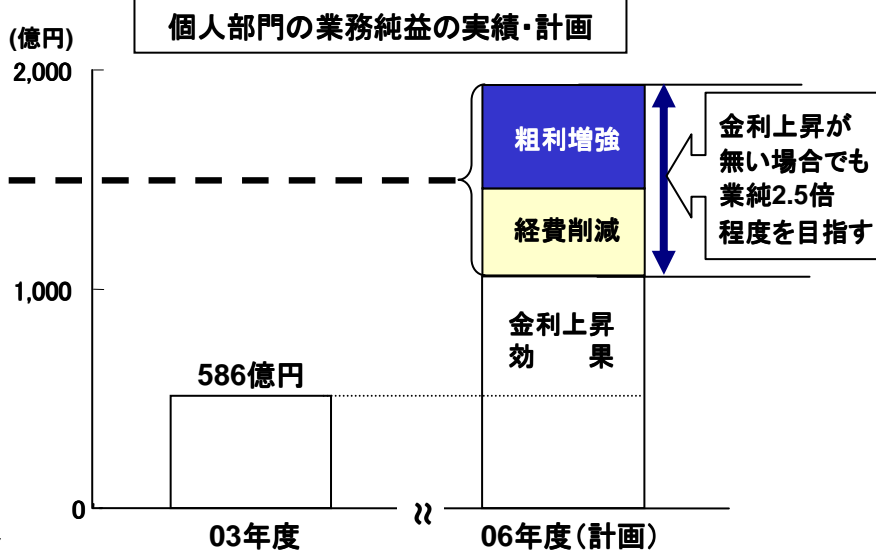 個人部門の業務純益の実績・計画
(億円)
2,000
粗利増強
金利上昇が
無い場合でも
業純2.5倍
程度を目指す
経費削減
1,000
金利上昇
効　果
586億円
0
≈
03年度
06年度(計画)